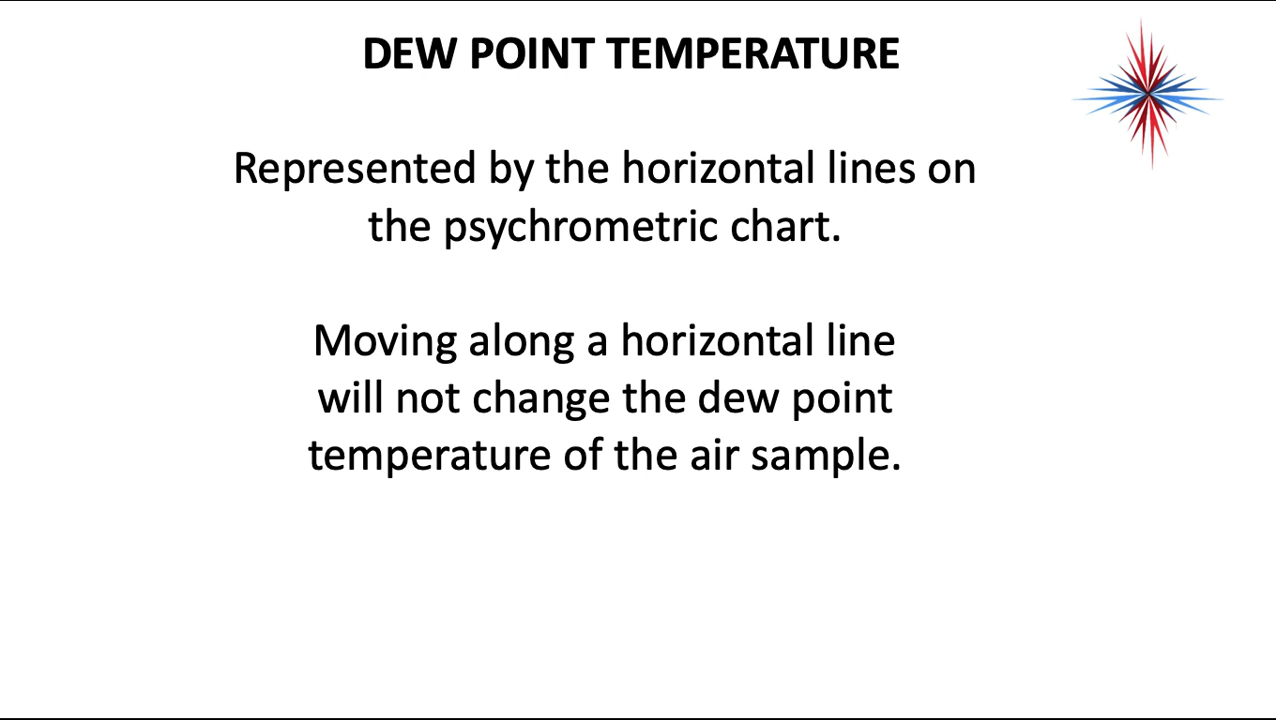 DEW POINT TEMPERATURE
Represented by the horizontal lines on
the psychrometric chart.
Moving along a horizontal line
will not change the dew point
temperature of the air sample.